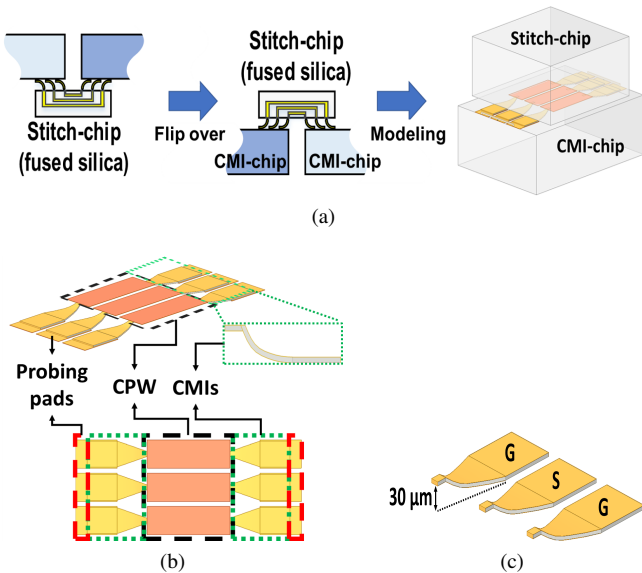 Stitch-chip
(fused silica)
Flip over
Stitch-chip
(fused silica)
CMI-chip
CMI-chip
Modeling
Stitch-chip
CMI-chip
(a)
Probing
pads
CPW
CMIs
(b)
G
S
G
30 μm
(c)